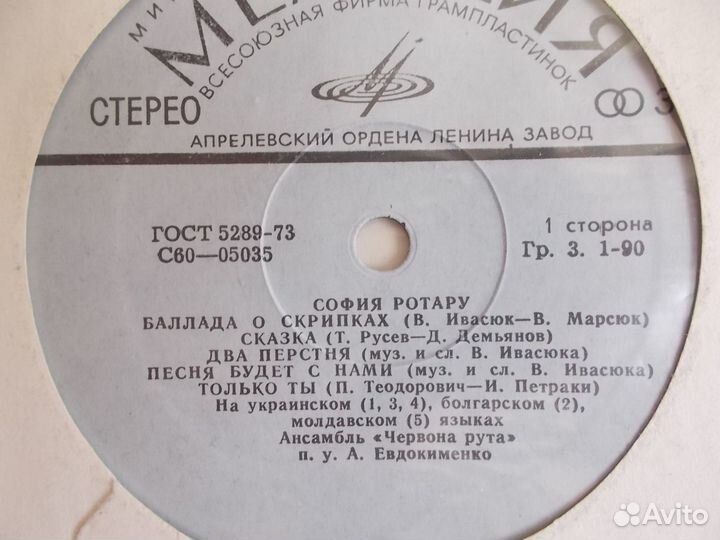 ВСЕСОЮЗНАЯ ФИРМА ГРАМПЛАСТИНОК
СТЕРЕО
АПРЕЛЕВСКИЙ ОРДЕНА ЛЕНИНА ЗАВОД
ГОСТ 5289-73
С60—05035
1 сторона
Гр. 3. 1-90
СОФИЯ РОТАРУ
БАЛЛАДА О СКРИПКАХ (В. Ивасюк—В. Марсюк)
СКАЗКА (Т. Русев—Д. Демьянов)
ДВА ПЕРСТНЯ (муз. и сл. В. Ивасюка)
ПЕСНЯ БУДЕТ С НАМИ (муз. и сл. В. Ивасюка)
ТОЛЬКО ТЫ (П. Теодорович—И. Петраки)
На украинском (1, 3, 4), болгарском (2),
молдавском (5) языках
Ансамбль «Червона рута»
п. у. А. Евдокименко
Avito